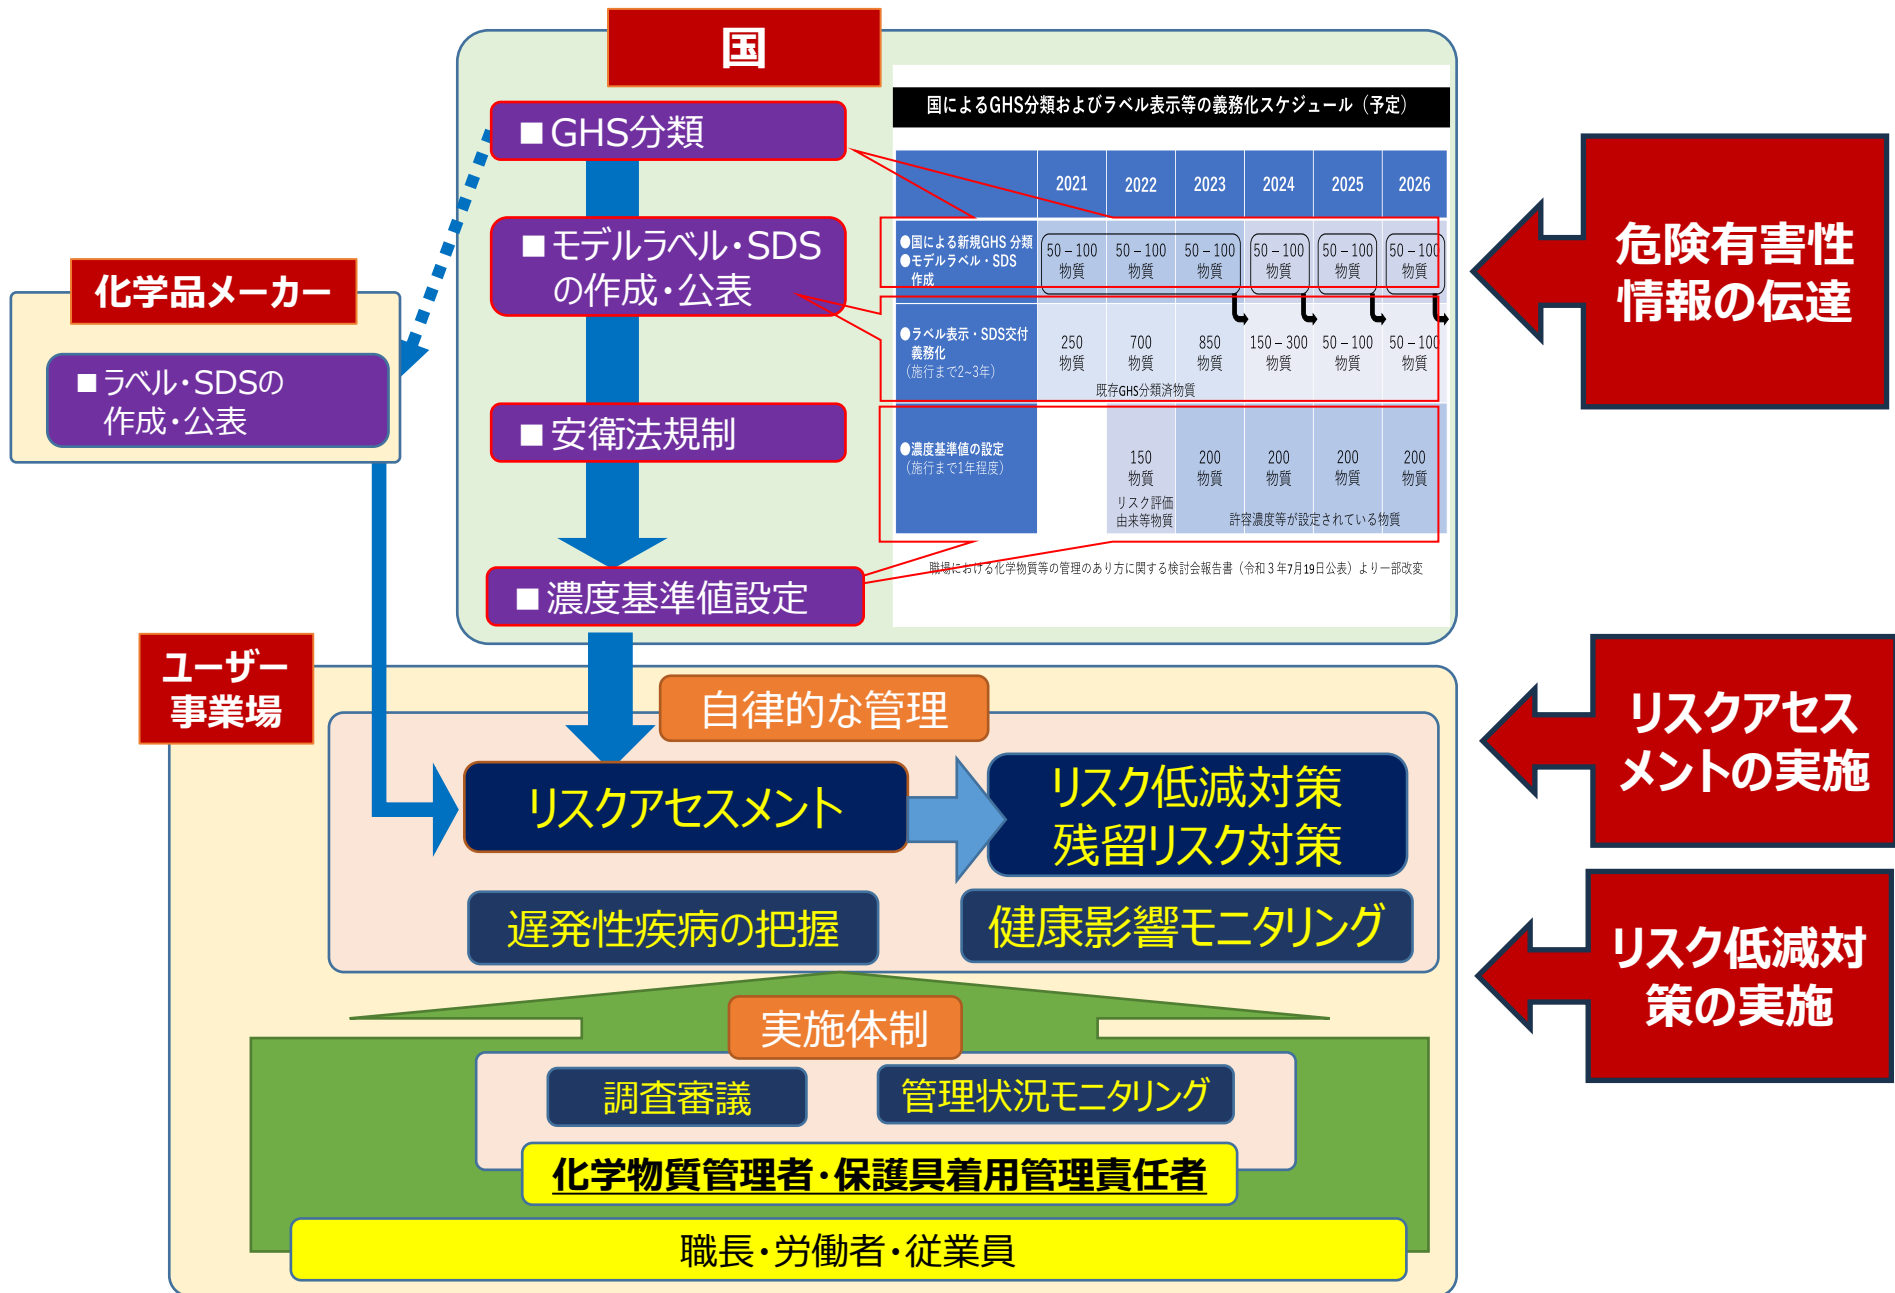 国
■GHS分類
■モデルラベル・SDS
の作成・公表
■安衛法規制
■濃度基準値設定
国によるGHS分類およびラベル表示等の義務化スケジュール（予定）
2021 2022 2023 2024 2025 2026
●国による新規GHS 分類
●モデルラベル・SDS
作成
50－100 50－100 50－100 50－100 50－100 50－100
物質 物質 物質 物質 物質 物質
●ラベル表示・SDS交付
義務化
（施行まで2~3年）
250 700 850 150－300 50－100 50－100
物質 物質 物質 物質 物質 物質
既存GHS分類済物質
●濃度基準値の設定
（施行まで1年程度）
150 200 200 200 200
物質 物質 物質 物質 物質
リスク評価
由来等物質
許容濃度等が設定されている物質
職場における化学物質等の管理のあり方に関する検討会報告書（令和３年7月19日公表）より一部改変
化学品メーカー
■ラベル・SDSの
作成・公表
危険有害性
情報の伝達
ユーザー
事業場
自律的な管理
リスクアセスメント
リスク低減対策
残留リスク対策
遅発性疾病の把握
健康影響モニタリング
リスクアセス
メントの実施
リスク低減対
策の実施
実施体制
調査審議
管理状況モニタリング
化学物質管理者・保護具着用管理責任者
職長・労働者・従業員